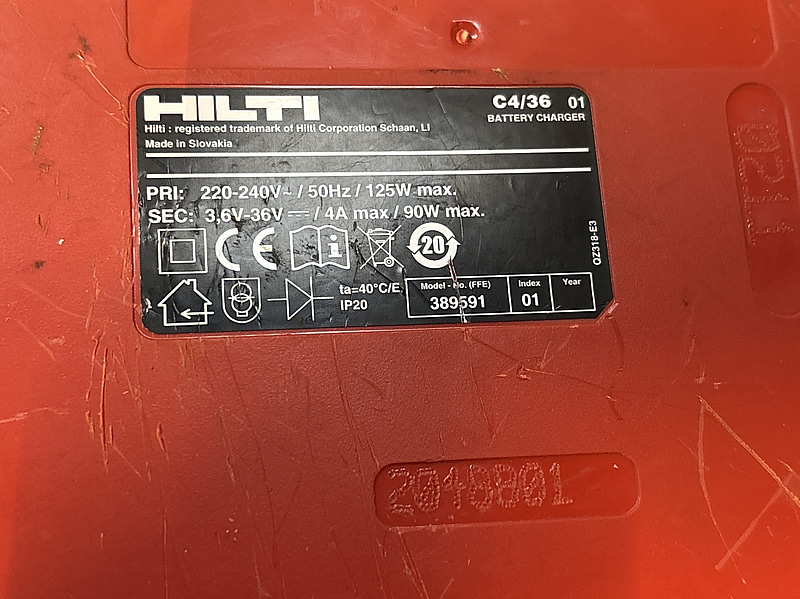 HILTI
C4/36 01
Hilti : registered trademark of Hilti Corporation Schaan, LI
BATTERY CHARGER
Made in Slovakia
PRI: 220-240V~ / 50Hz / 125W max.
SEC: 3,6V-36V ⎓ / 4A max / 90W max.
CE
i
20
QZ318-E3
ta=40°C/E
IP20
Model - No. (FFE)
Index
Year
389591
01
2048801